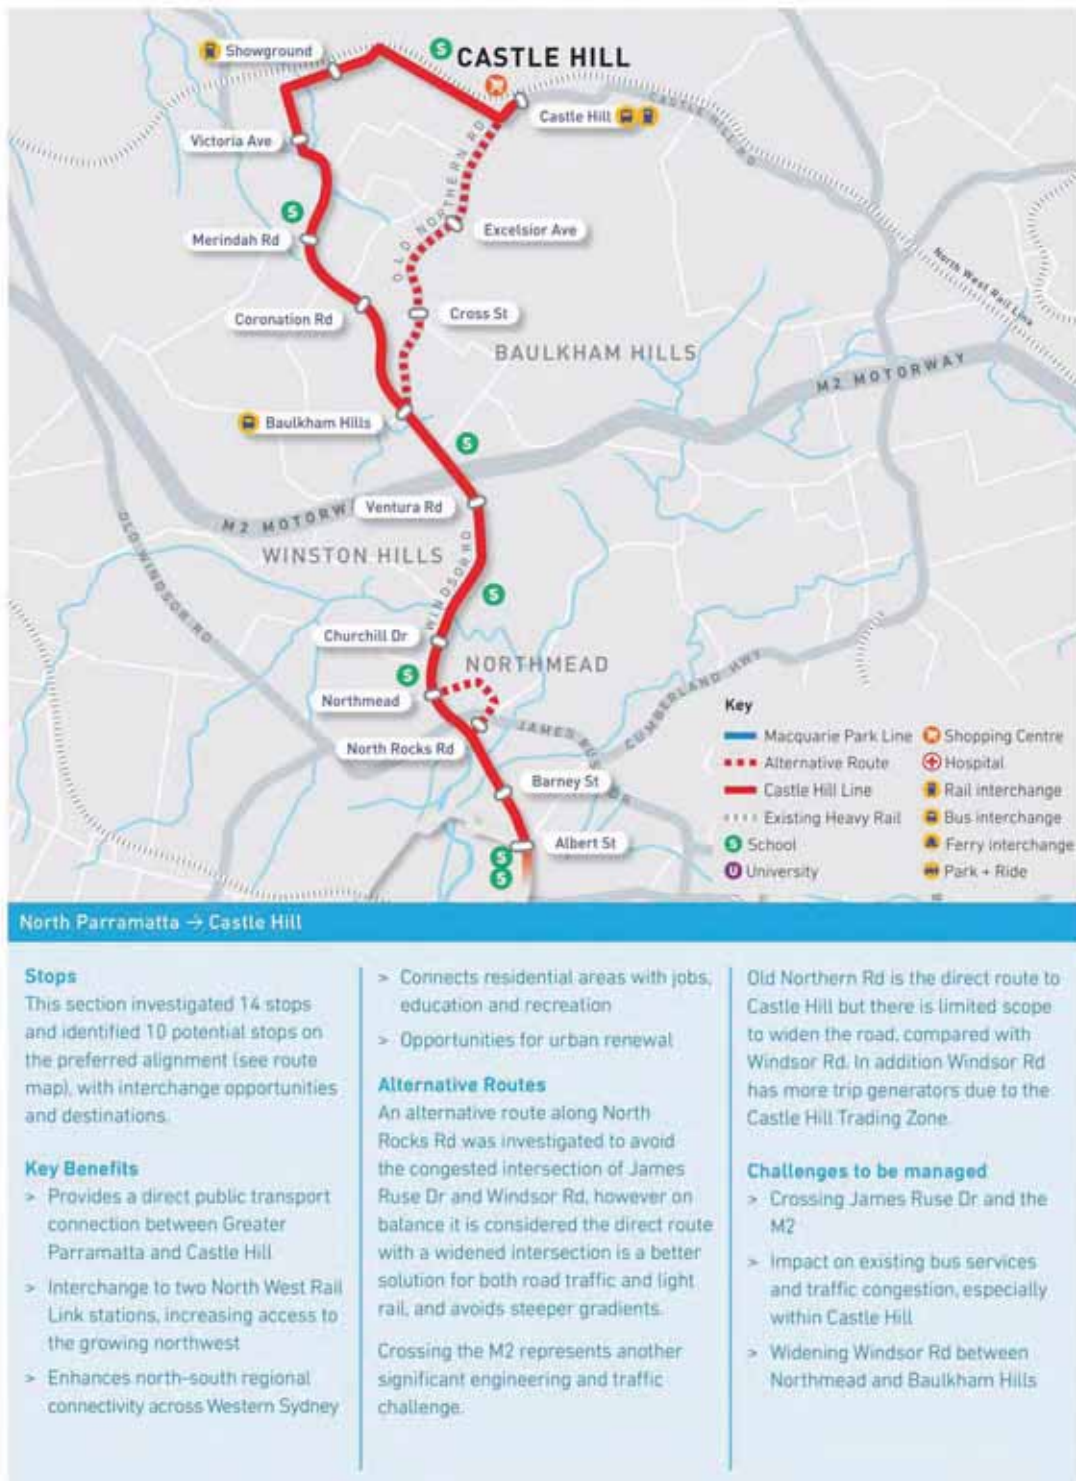 Showground
CASTLE HILL
Castle Hill
CASTLE HILL RD
Victoria Ave
OLD NORTHERN RD
Merindah Rd
Excelsior Ave
North West Rail Link
Coronation Rd
Cross St
BAULKHAM HILLS
M2 MOTORWAY
Baulkham Hills
Ventura Rd
M2 MOTORW
OLD WINDSOR RD
WINSTON HILLS
WINDSOR RD
Churchill Dr
NORTHMEAD
Northmead
CUMBERLAND HWY
North Rocks Rd
JAMES RUS
DR
Barney St
Albert St
Key
Macquarie Park Line
Alternative Route
Castle Hill Line
Existing Heavy Rail
S School
U University
Shopping Centre
Hospital
Rail interchange
Bus interchange
Ferry interchange
Park + Ride
North Parramatta → Castle Hill
Stops
This section investigated 14 stops
and identified 10 potential stops on
the preferred alignment (see route
map), with interchange opportunities
and destinations.
Key Benefits
> Provides a direct public transport
connection between Greater
Parramatta and Castle Hill
> Interchange to two North West Rail
Link stations, increasing access to
the growing northwest
> Enhances north-south regional
connectivity across Western Sydney
> Connects residential areas with jobs,
education and recreation
> Opportunities for urban renewal
Alternative Routes
An alternative route along North
Rocks Rd was investigated to avoid
the congested intersection of James
Ruse Dr and Windsor Rd, however on
balance it is considered the direct route
with a widened intersection is a better
solution for both road traffic and light
rail, and avoids steeper gradients.
Crossing the M2 represents another
significant engineering and traffic
challenge.
Old Northern Rd is the direct route to
Castle Hill but there is limited scope
to widen the road, compared with
Windsor Rd. In addition Windsor Rd
has more trip generators due to the
Castle Hill Trading Zone.
Challenges to be managed
> Crossing James Ruse Dr and the
M2
> Impact on existing bus services
and traffic congestion, especially
within Castle Hill
> Widening Windsor Rd between
Northmead and Baulkham Hills